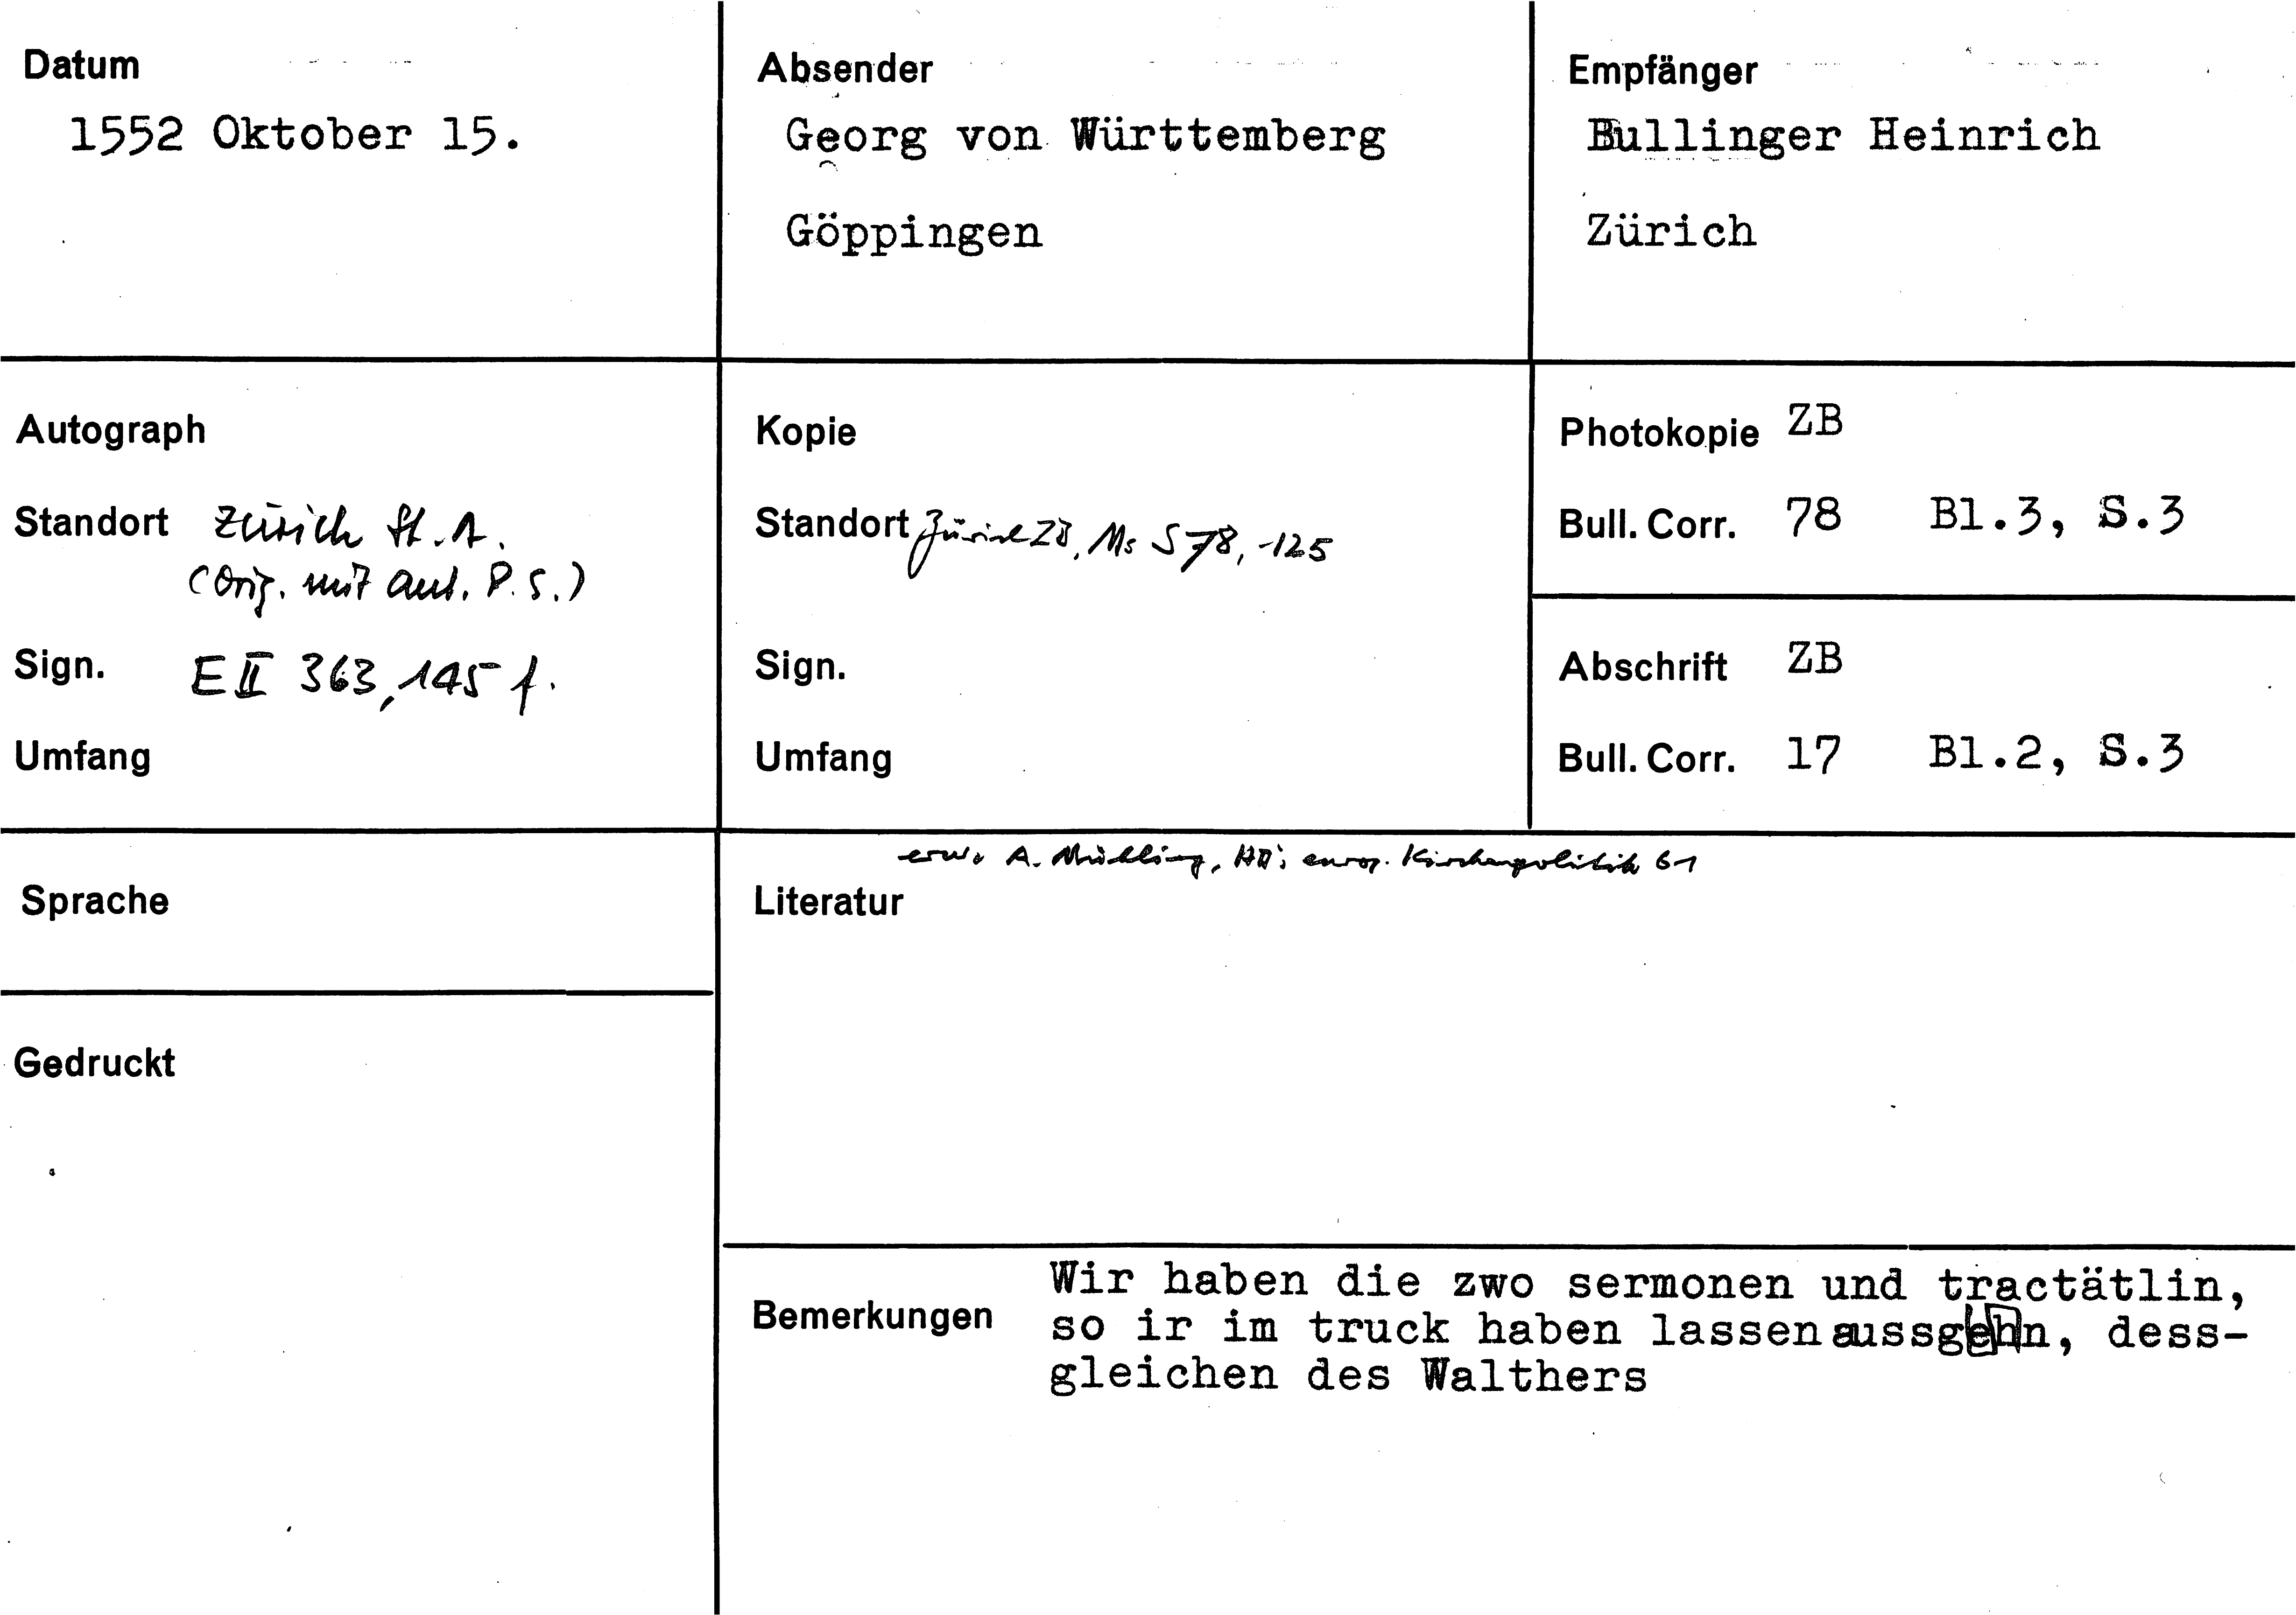 Datum
1552 Oktober 15.
Absender
Georg von Württemberg
Göppingen
Empfänger
Bullinger Heinrich
Zürich
Autograph
Standort Zürich St.A.
(Orig. mit aut. P.S.)
Sign. E II 363, 145 f.
Umfang
Kopie
Standort Zürich ZB, Ms S 78, 125
Sign.
Umfang
Photokopie ZB
Bull. Corr. 78 Bl.3, S.3
Abschrift ZB
Bull. Corr. 17 Bl.2, S.3
Sprache
Gedruckt
erw. A. Mühling, HB's europ. Kirchenpolitik 61
Literatur
Bemerkungen
Wir haben die zwo sermonen und tractätlin,
so ir im truck haben lassen aussgehn, dess-
gleichen des Walthers